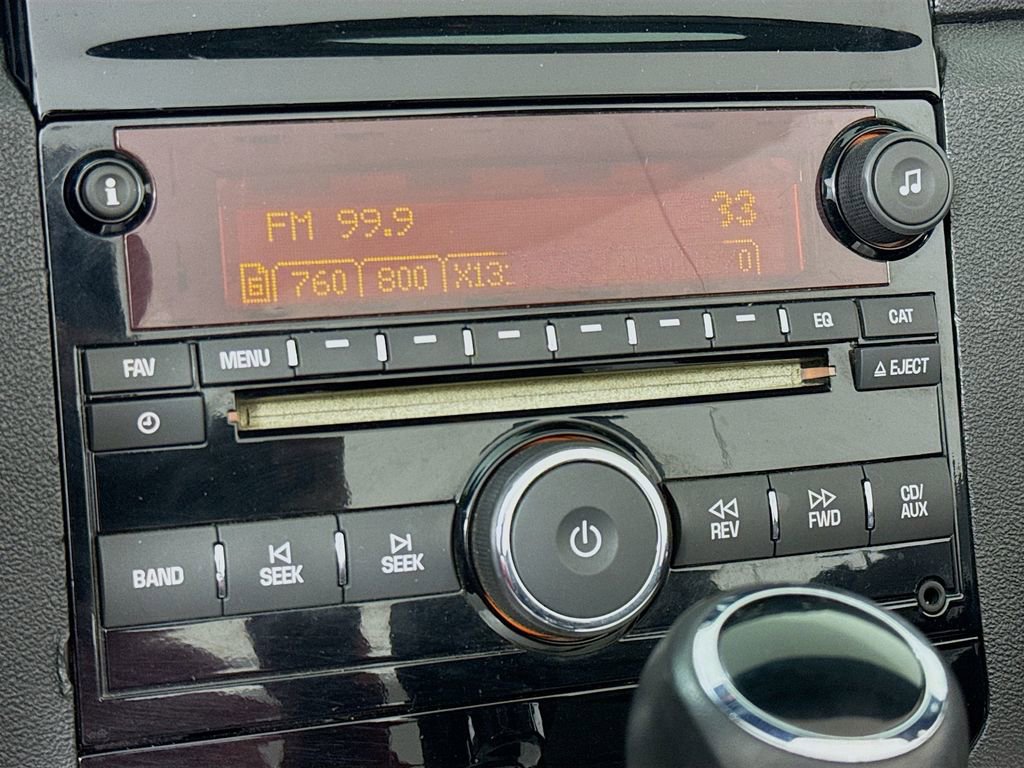 i
FM 99.9 33
6 760 800 X13
FAV MENU EQ CAT
EJECT
BAND SEEK SEEK REV FWD CD/
AUX